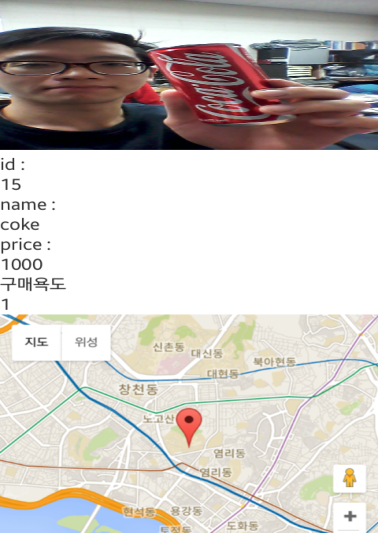 Coca-Cola
id :
15
name :
coke
price :
1000
구매욕도
1
지도 위성
신촌동
대신동
북아현동
대현동
창천동
노고산
염리동
염리동
현석동 용강동
토정동 도화동